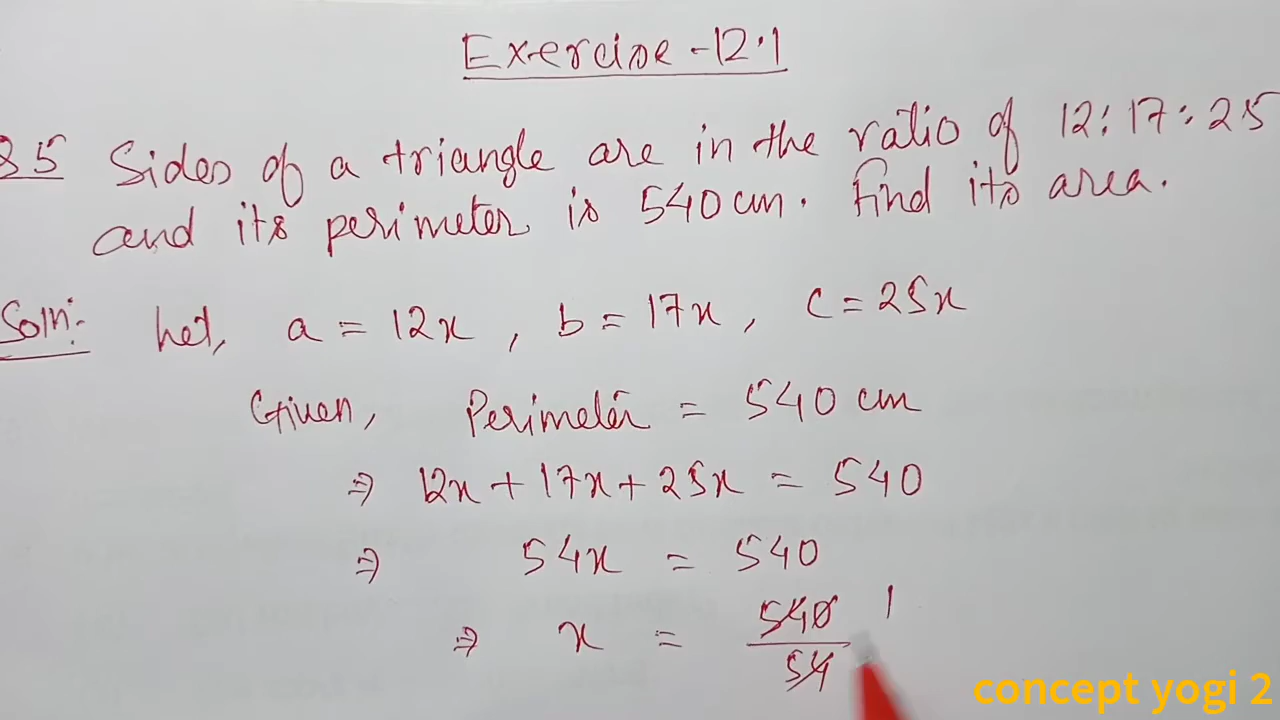 Exercise - 12.1
Q5 Sides of a triangle are in the ratio of 12:17:25
and its perimeter is 540 cm. Find its area.
Soln:- Let, a = 12x , b = 17x , c = 25x
Given, Perimeter = 540 cm
⇒ 12x + 17x + 25x = 540
⇒ 54x = 540
⇒ x = 540/54 1
concept yogi 2